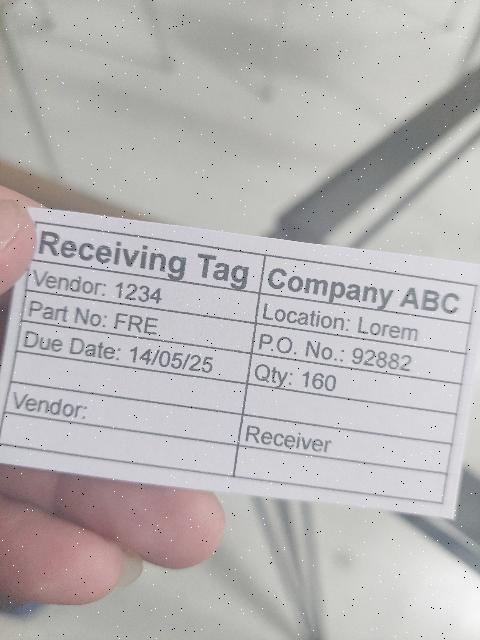 Receiving Tag Company ABC
Vendor: 1234 Location: Lorem
Part No: FRE P.O. No.: 92882
Due Date: 14/05/25 Qty: 160
Vendor: Receiver